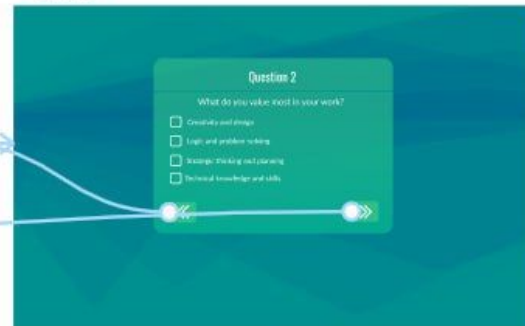 Question 2
What do you value most in your work?
Creativity and design
Logic and problem solving
Strategic thinking and planning
Technical knowledge and skills